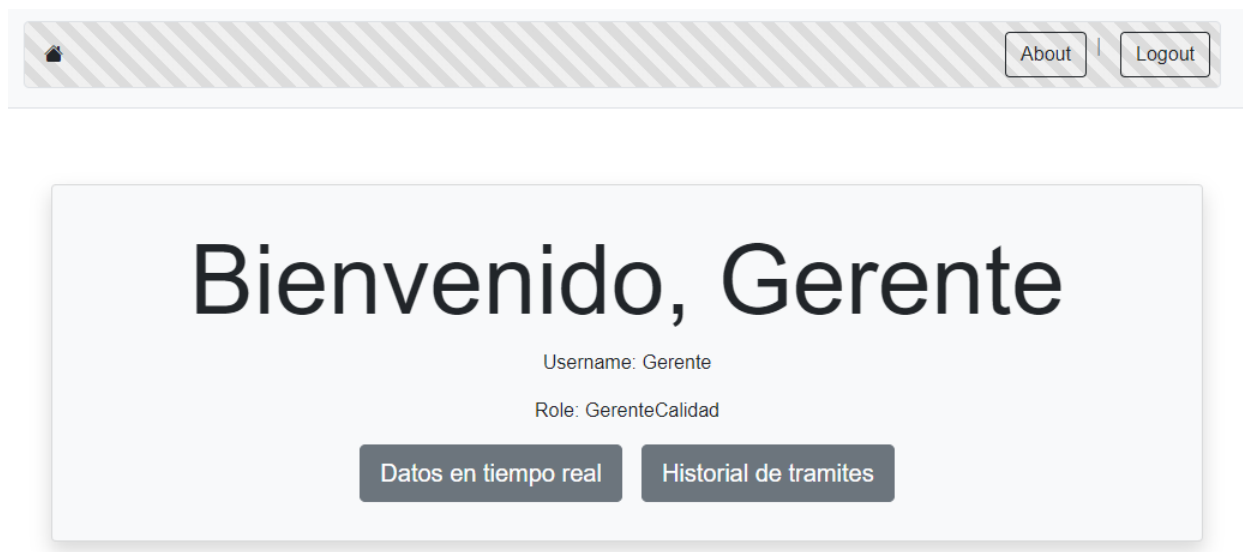 About | Logout
Bienvenido, Gerente
Username: Gerente
Role: GerenteCalidad
Datos en tiempo real Historial de tramites